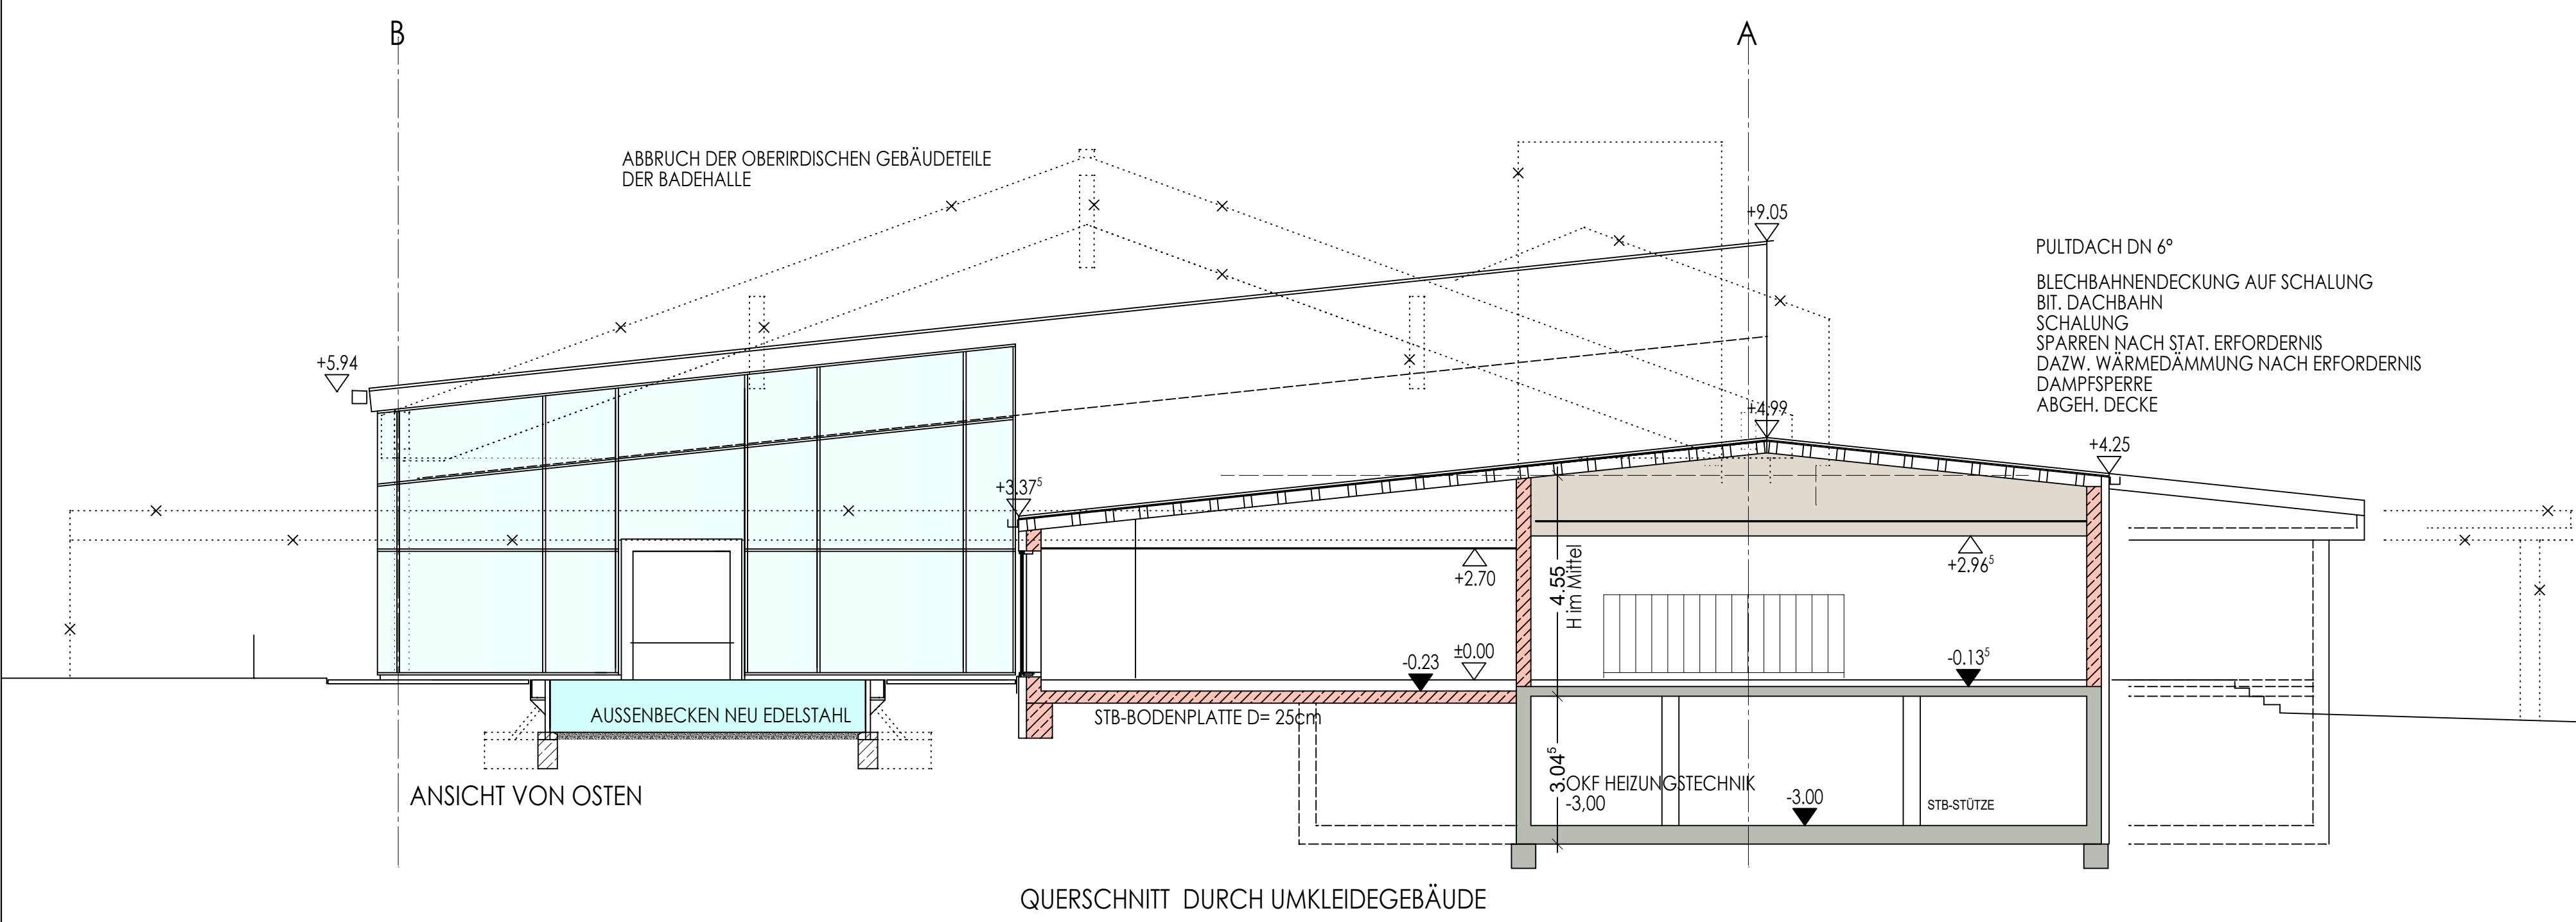 B
A
ABBRUCH DER OBERIRDISCHEN GEBÄUDETEILE
DER BADEHALLE
+9.05
PULTDACH DN 6°
BLECHBAHNENDECKUNG AUF SCHALUNG
BIT. DACHBAHN
SCHALUNG
SPARREN NACH STAT. ERFORDERNIS
DAZW. WÄRMEDÄMMUNG NACH ERFORDERNIS
DAMPFSPERRE
ABGEH. DECKE
+5.94
+4.99
+4.25
+3.37⁵
+2.70
+2.96⁵
4.55
H im Mittel
±0.00
-0.23
-0.13⁵
AUSSENBECKEN NEU EDELSTAHL
STB-BODENPLATTE D= 25cm
3.04⁵
OKF HEIZUNGSTECHNIK
-3,00
-3.00
STB-STÜTZE
ANSICHT VON OSTEN
QUERSCHNITT DURCH UMKLEIDEGEBÄUDE